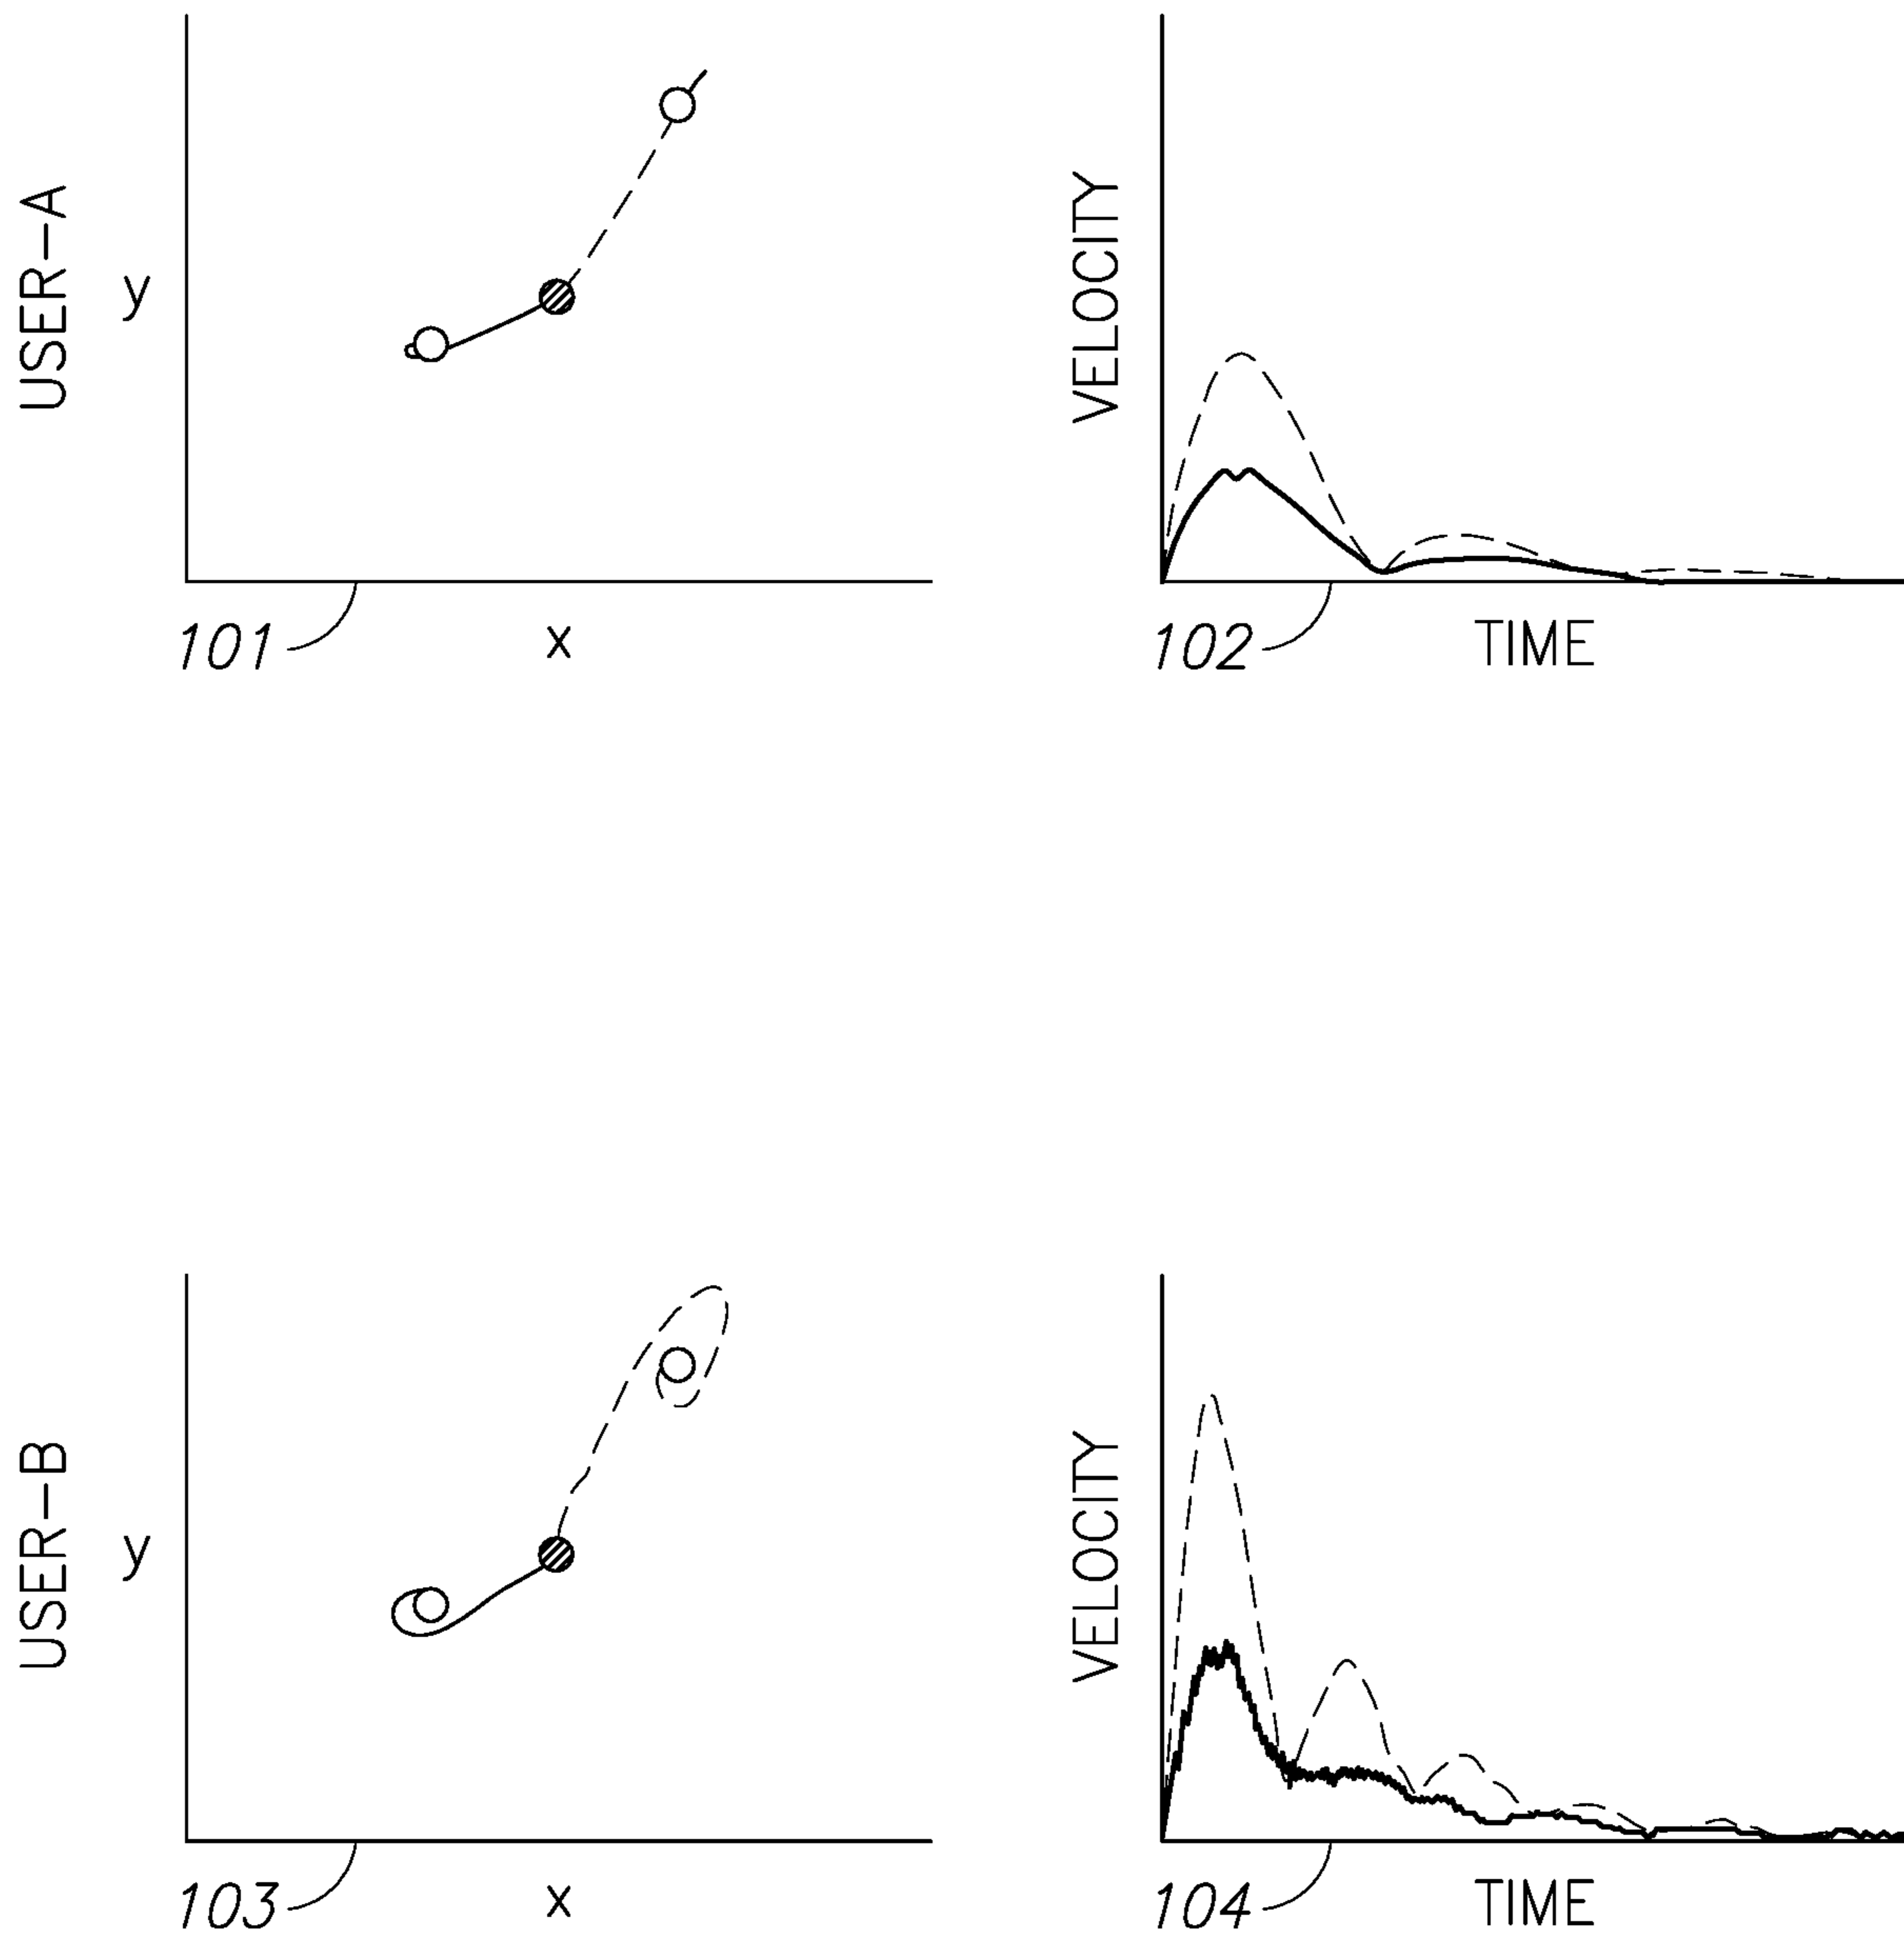 USER-A
y
101
x
VELOCITY
102
TIME
USER-B
y
103
x
VELOCITY
104
TIME